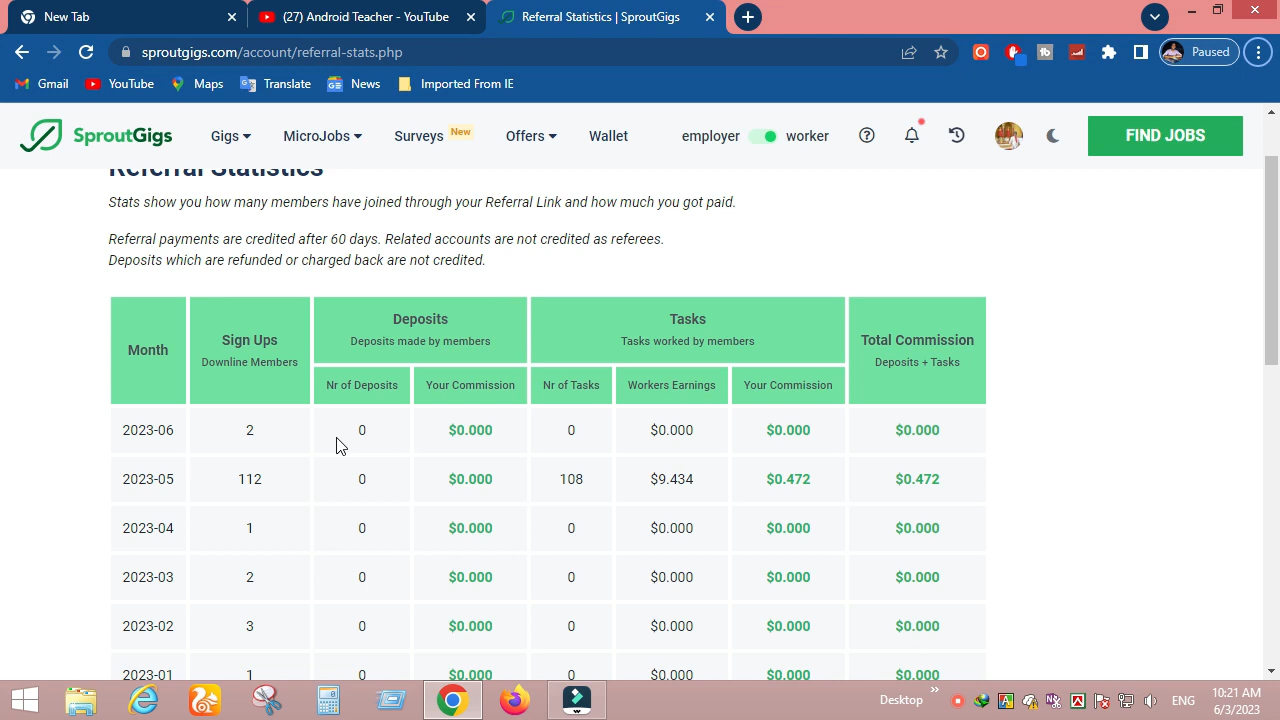 New Tab
(27) Android Teacher - YouTube
Referral Statistics | SproutGigs
sproutgigs.com/account/referral-stats.php
Paused
Gmail
YouTube
Maps
Translate
News
Imported From IE
SproutGigs
Gigs
MicroJobs
Surveys New
Offers
Wallet
employer
worker
FIND JOBS
Referral Statistics
Stats show you how many members have joined through your Referral Link and how much you got paid.
Referral payments are credited after 60 days. Related accounts are not credited as referees.
Deposits which are refunded or charged back are not credited.
Month
Sign Ups
Downline Members
Deposits
Deposits made by members
Tasks
Tasks worked by members
Total Commission
Deposits + Tasks
Nr of Deposits
Your Commission
Nr of Tasks
Workers Earnings
Your Commission
2023-06 2 0 $0.000 0 $0.000 $0.000 $0.000
2023-05 112 0 $0.000 108 $9.434 $0.472 $0.472
2023-04 1 0 $0.000 0 $0.000 $0.000 $0.000
2023-03 2 0 $0.000 0 $0.000 $0.000 $0.000
2023-02 3 0 $0.000 0 $0.000 $0.000 $0.000
2023-01 1 0 $0.000 0 $0.000 $0.000 $0.000
Desktop
ENG
10:21 AM
6/3/2023